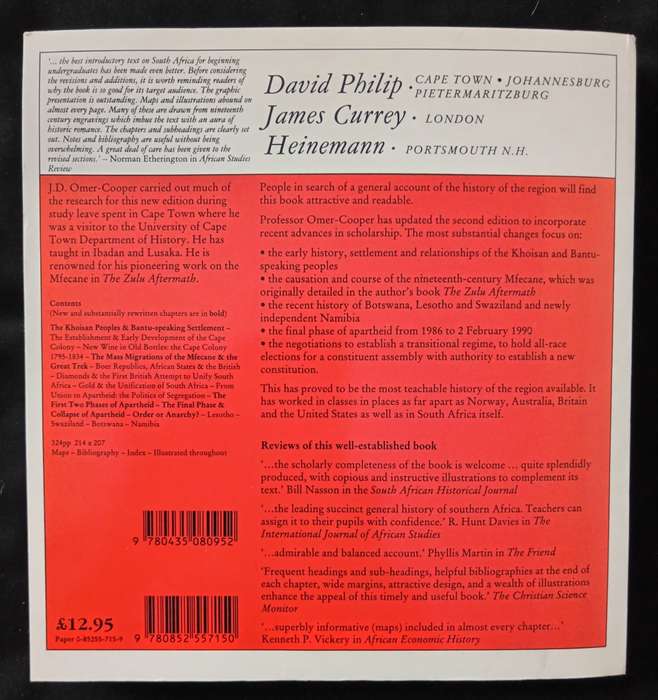 '... the best introductory text on South Africa for beginning
undergraduates has been made even better. Before considering
the revisions and additions, it is worth reminding readers of
why the book is so good for its target audience. The graphic
presentation is outstanding. Maps and illustrations abound on
almost every page. Many of these are drawn from nineteenth
century engravings which imbue the text with an aura of
historic romance. The chapters and subheadings are clearly set
out. Notes and bibliography are useful without being
overwhelming. A great deal of care has been given to the
revised sections.' – Norman Etherington in African Studies
Review
David Philip · CAPE TOWN • JOHANNESBURG
PIETERMARITZBURG
James Currey · LONDON
Heinemann · PORTSMOUTH N.H.
J.D. Omer-Cooper carried out much of
the research for this new edition during
study leave spent in Cape Town where he
was a visitor to the University of Cape
Town Department of History. He has
taught in Ibadan and Lusaka. He is
renowned for his pioneering work on the
Mfecane in The Zulu Aftermath.
Contents
(New and substantially rewritten chapters are in bold)
The Khoisan Peoples & Bantu-speaking Settlement –
The Establishment & Early Development of the Cape
Colony – New Wine in Old Bottles: the Cape Colony
1795-1834 – The Mass Migrations of the Mfecane & the
Great Trek – Boer Republics, African States & the British
– Diamonds & the First British Attempt to Unify South
Africa – Gold & the Unification of South Africa – From
Union to Apartheid: the Politics of Segregation – The
First Two Phases of Apartheid – The Final Phase &
Collapse of Apartheid – Order or Anarchy? – Lesotho –
Swaziland – Botswana – Namibia
324pp 214 x 207
Maps – Bibliography – Index – Illustrated throughout
9 780435 080952
£12.95
Paper 0-85255-715-9
9 780852 557150
People in search of a general account of the history of the region will find
this book attractive and readable.
Professor Omer-Cooper has updated the second edition to incorporate
recent advances in scholarship. The most substantial changes focus on:
• the early history, settlement and relationships of the Khoisan and Bantu-
speaking peoples
• the causation and course of the nineteenth-century Mfecane, which was
originally detailed in the author's book The Zulu Aftermath
• the recent history of Botswana, Lesotho and Swaziland and newly
independent Namibia
• the final phase of apartheid from 1986 to 2 February 1990
• the negotiations to establish a transitional regime, to hold all-race
elections for a constituent assembly with authority to establish a new
constitution.
This has proved to be the most teachable history of the region available. It
has worked in classes in places as far apart as Norway, Australia, Britain
and the United States as well as in South Africa itself.
Reviews of this well-established book
'...the scholarly completeness of the book is welcome ... quite splendidly
produced, with copious and instructive illustrations to complement its
text.' Bill Nasson in the South African Historical Journal
'...the leading succinct general history of southern Africa. Teachers can
assign it to their pupils with confidence.' R. Hunt Davies in The
International Journal of African Studies
'...admirable and balanced account.' Phyllis Martin in The Friend
'Frequent headings and sub-headings, helpful bibliographies at the end of
each chapter, wide margins, attractive design, and a wealth of illustrations
enhance the appeal of this timely and useful book.' The Christian Science
Monitor
'...superbly informative (maps) included in almost every chapter...'
Kenneth P. Vickery in African Economic History